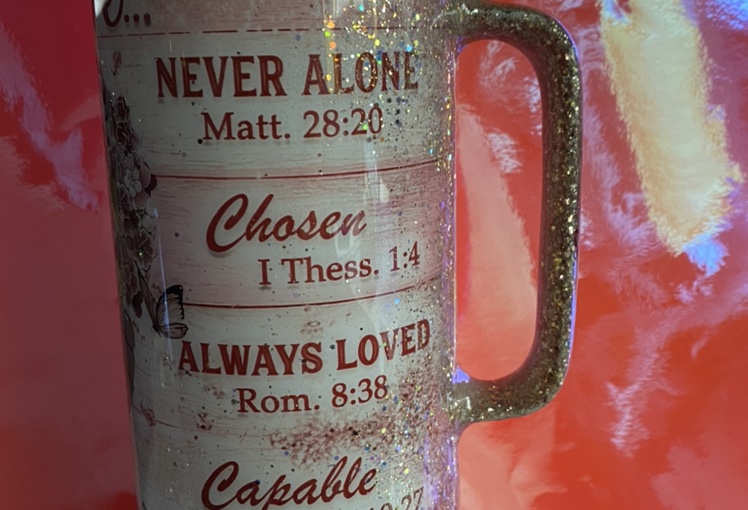 NEVER ALONE
Matt. 28:20
Chosen
I Thess. 1:4
ALWAYS LOVED
Rom. 8:38
Capable